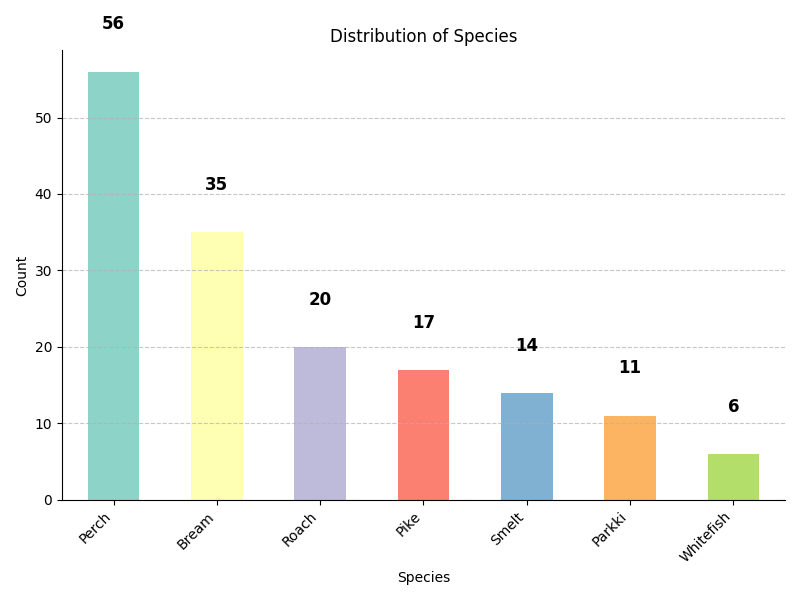 Distribution of Species
56
35
20
17
14
11
6
50
40
30
20
10
0
Count
Perch
Bream
Roach
Pike
Smelt
Parkki
Whitefish
Species